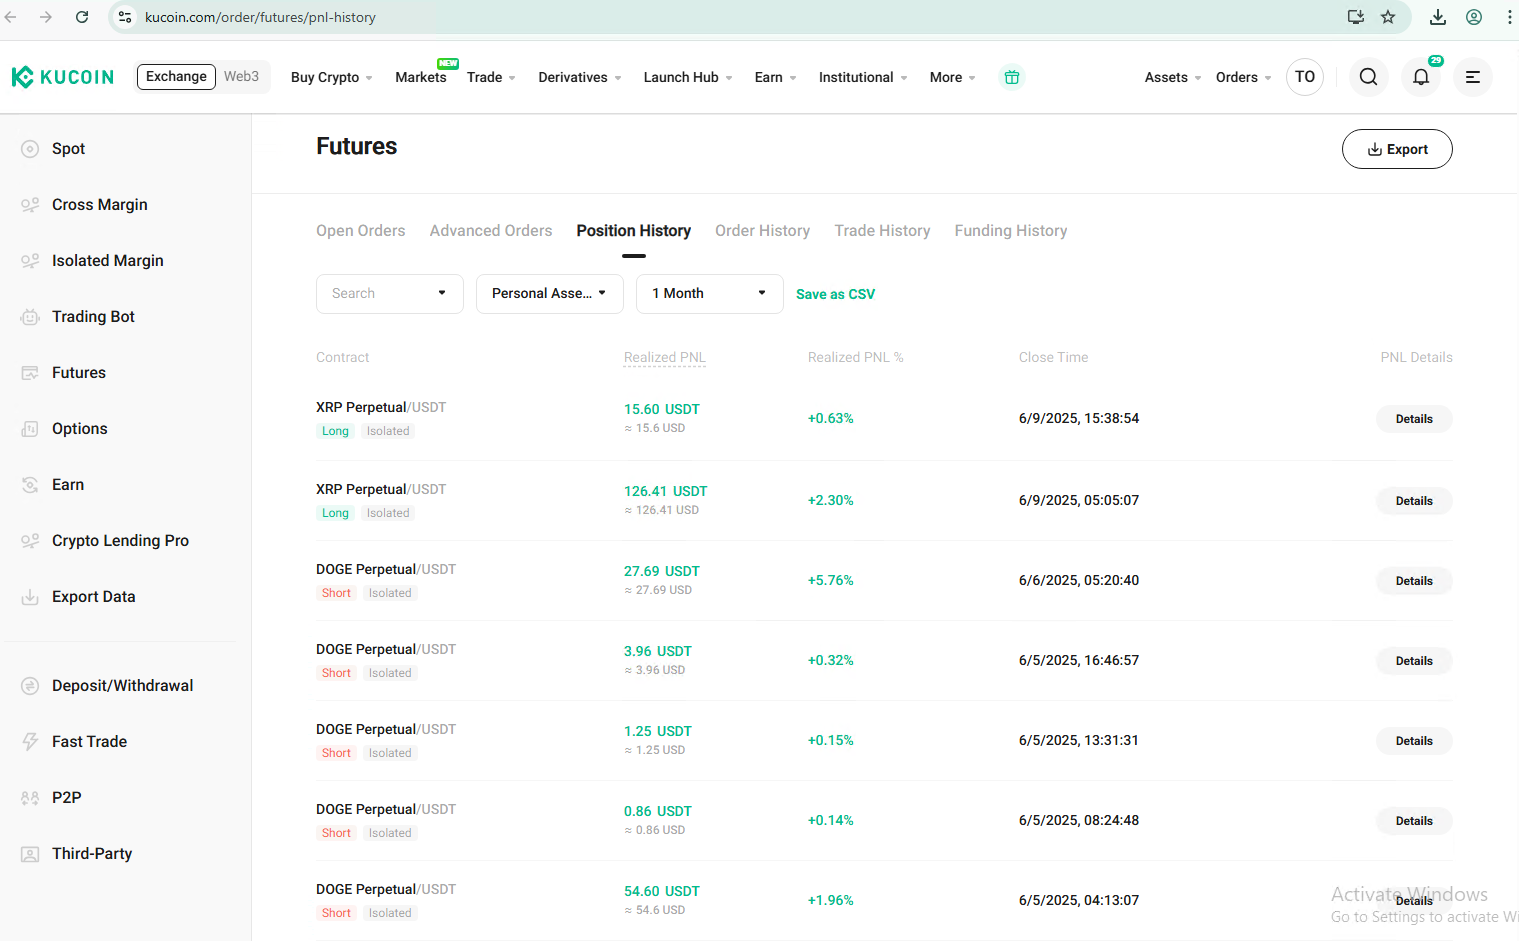 kucoin.com/order/futures/pnl-history
KUCOIN
Exchange Web3 Buy Crypto Markets NEW Trade Derivatives Launch Hub Earn Institutional More Assets Orders TO 29
Spot
Cross Margin
Isolated Margin
Trading Bot
Futures
Options
Earn
Crypto Lending Pro
Export Data
Deposit/Withdrawal
Fast Trade
P2P
Third-Party
Futures
Export
Open Orders Advanced Orders Position History Order History Trade History Funding History
Search Personal Asse... 1 Month Save as CSV
Contract Realized PNL Realized PNL % Close Time PNL Details
XRP Perpetual/USDT 15.60 USDT +0.63% 6/9/2025, 15:38:54 Details
Long Isolated ≈ 15.6 USD
XRP Perpetual/USDT 126.41 USDT +2.30% 6/9/2025, 05:05:07 Details
Long Isolated ≈ 126.41 USD
DOGE Perpetual/USDT 27.69 USDT +5.76% 6/6/2025, 05:20:40 Details
Short Isolated ≈ 27.69 USD
DOGE Perpetual/USDT 3.96 USDT +0.32% 6/5/2025, 16:46:57 Details
Short Isolated ≈ 3.96 USD
DOGE Perpetual/USDT 1.25 USDT +0.15% 6/5/2025, 13:31:31 Details
Short Isolated ≈ 1.25 USD
DOGE Perpetual/USDT 0.86 USDT +0.14% 6/5/2025, 08:24:48 Details
Short Isolated ≈ 0.86 USD
DOGE Perpetual/USDT 54.60 USDT +1.96% 6/5/2025, 04:13:07 Details
Short Isolated ≈ 54.6 USD
Activate Windows
Go to Settings to activate Wi